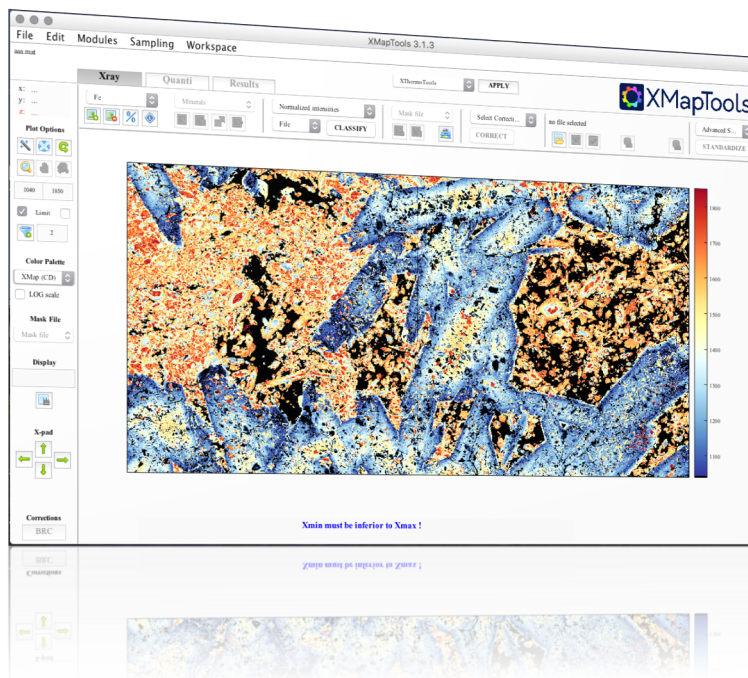 XMapTools 3.1.3
File Edit Modules Sampling Workspace
aaa.mat
Xray Quanti Results
XThermoTools APPLY
XMapTools
x: ...
y: ...
z: ...
Fe
Minerals
Normalized intensities
File CLASSIFY
Mask file
Select Correcti...
CORRECT
no file selected
Advanced S...
STANDARDIZE
Plot Options
1040 1850
Limit
2
Color Palette
XMap (CD)
LOG scale
Mask File
Mask file
Display
X-pad
Corrections
BRC
1800
1700
1600
1500
1400
1300
1200
1100
Xmin must be inferior to Xmax !